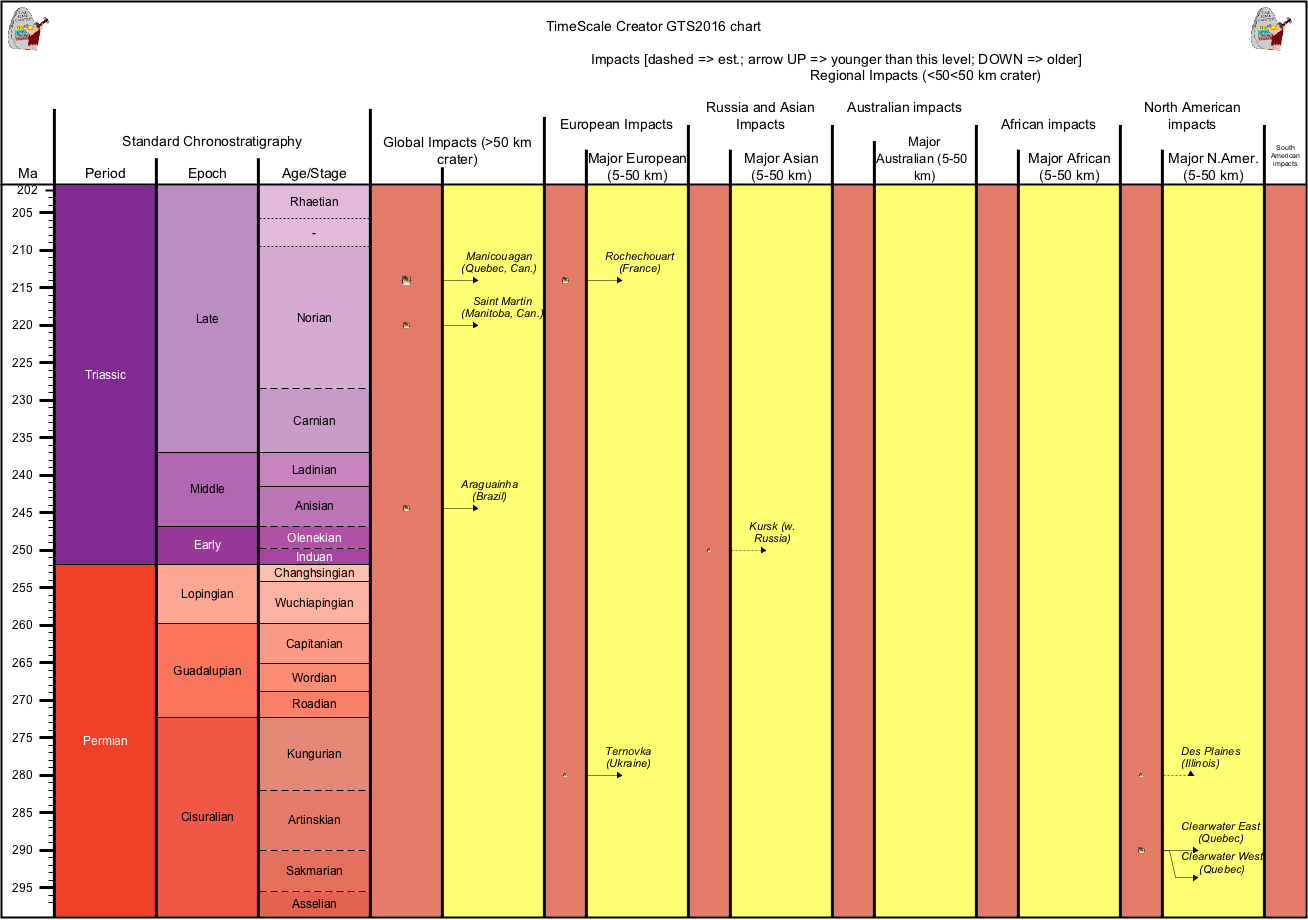 TimeScale Creator GTS2016 chart
Impacts [dashed => est.; arrow UP => younger than this level; DOWN => older]
Regional Impacts (<50<50 km crater)
Standard Chronostratigraphy
Global Impacts (>50 km
crater)
European Impacts
Russia and Asian
Impacts
Australian impacts
African impacts
North American
impacts
South
American
impacts
Ma
Period
Epoch
Age/Stage
Major European
(5-50 km)
Major Asian
(5-50 km)
Major
Australian (5-50
km)
Major African
(5-50 km)
Major N.Amer.
(5-50 km)
202
205
210
215
220
225
230
235
240
245
250
255
260
265
270
275
280
285
290
295
Triassic
Permian
Late
Middle
Early
Lopingian
Guadalupian
Cisuralian
Rhaetian
-
Norian
Carnian
Ladinian
Anisian
Olenekian
Induan
Changhsingian
Wuchiapingian
Capitanian
Wordian
Roadian
Kungurian
Artinskian
Sakmarian
Asselian
Manicouagan
(Quebec, Can.)
Saint Martin
(Manitoba, Can.)
Araguainha
(Brazil)
Rochechouart
(France)
Ternovka
(Ukraine)
Kursk (w.
Russia)
Des Plaines
(Illinois)
Clearwater East
(Quebec)
Clearwater West
(Quebec)